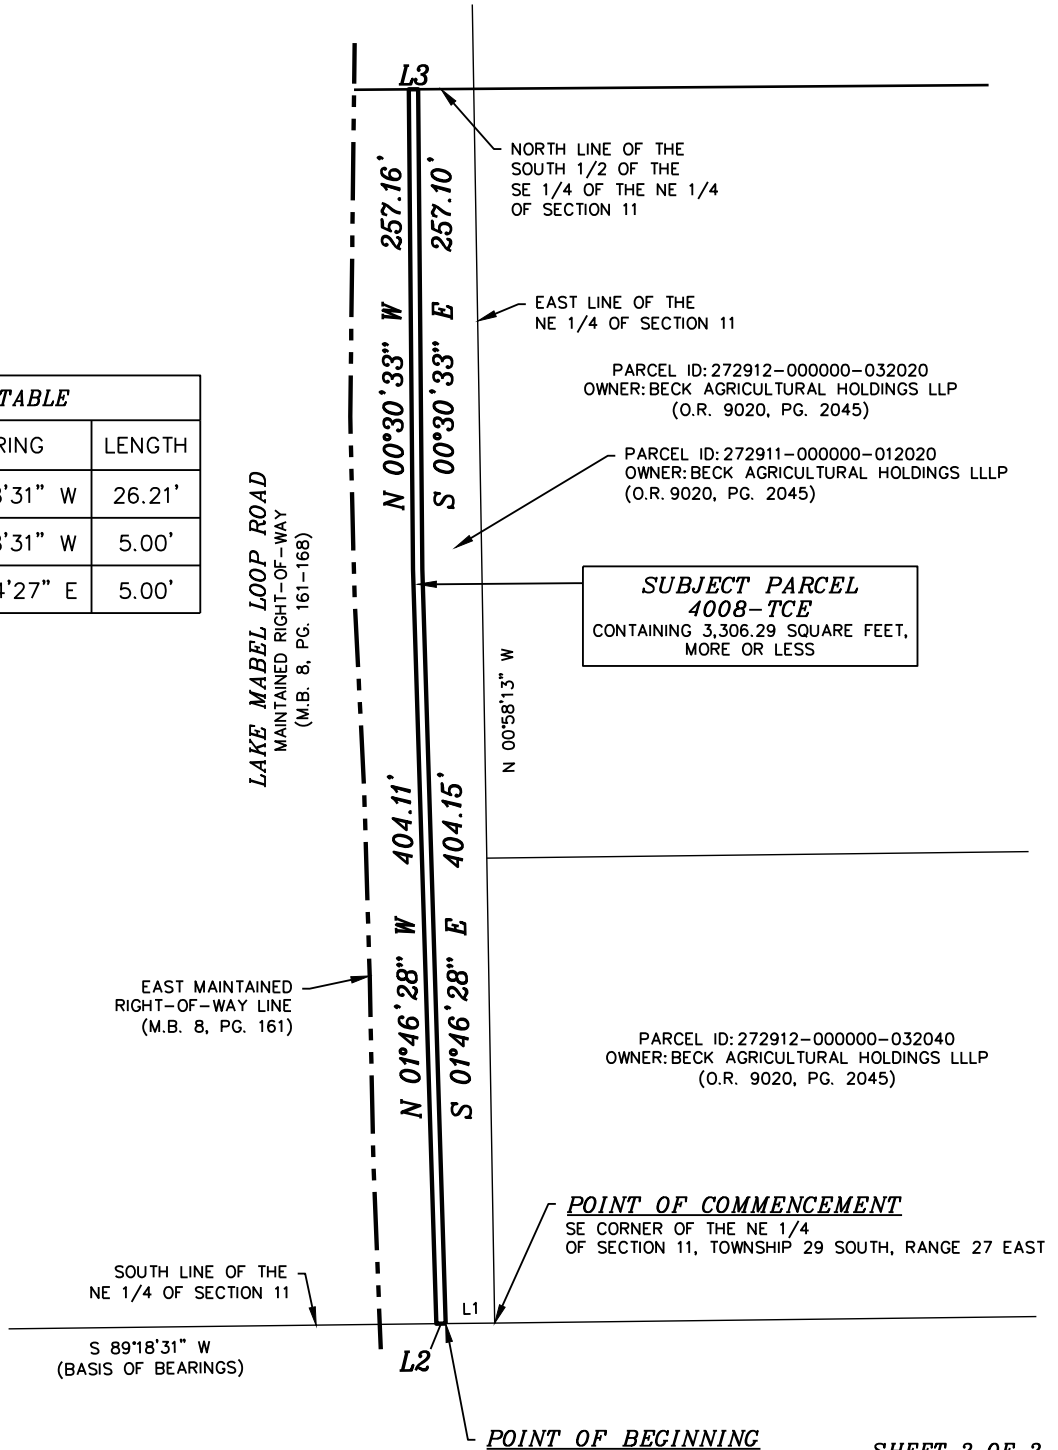 L3
NORTH LINE OF THE
SOUTH 1/2 OF THE
SE 1/4 OF THE NE 1/4
OF SECTION 11
N 00°30'33" W 257.16'
S 00°30'33" E 257.10'
EAST LINE OF THE
NE 1/4 OF SECTION 11
PARCEL ID: 272912-000000-032020
OWNER: BECK AGRICULTURAL HOLDINGS LLP
(O.R. 9020, PG. 2045)
TABLE
RING LENGTH
'31" W 26.21'
'31" W 5.00'
4'27" E 5.00'
PARCEL ID: 272911-000000-012020
OWNER: BECK AGRICULTURAL HOLDINGS LLLP
(O.R. 9020, PG. 2045)
LAKE MABEL LOOP ROAD
MAINTAINED RIGHT-OF-WAY
(M.B. 8, PG. 161-168)
SUBJECT PARCEL
4008-TCE
CONTAINING 3,306.29 SQUARE FEET,
MORE OR LESS
N 00°58'13" W
N 01°46'28" W 404.11'
S 01°46'28" E 404.15'
EAST MAINTAINED
RIGHT-OF-WAY LINE
(M.B. 8, PG. 161)
PARCEL ID: 272912-000000-032040
OWNER: BECK AGRICULTURAL HOLDINGS LLLP
(O.R. 9020, PG. 2045)
POINT OF COMMENCEMENT
SE CORNER OF THE NE 1/4
OF SECTION 11, TOWNSHIP 29 SOUTH, RANGE 27 EAST
SOUTH LINE OF THE
NE 1/4 OF SECTION 11
L1
S 89°18'31" W
(BASIS OF BEARINGS)
L2
POINT OF BEGINNING
SHEET 2 OF 2